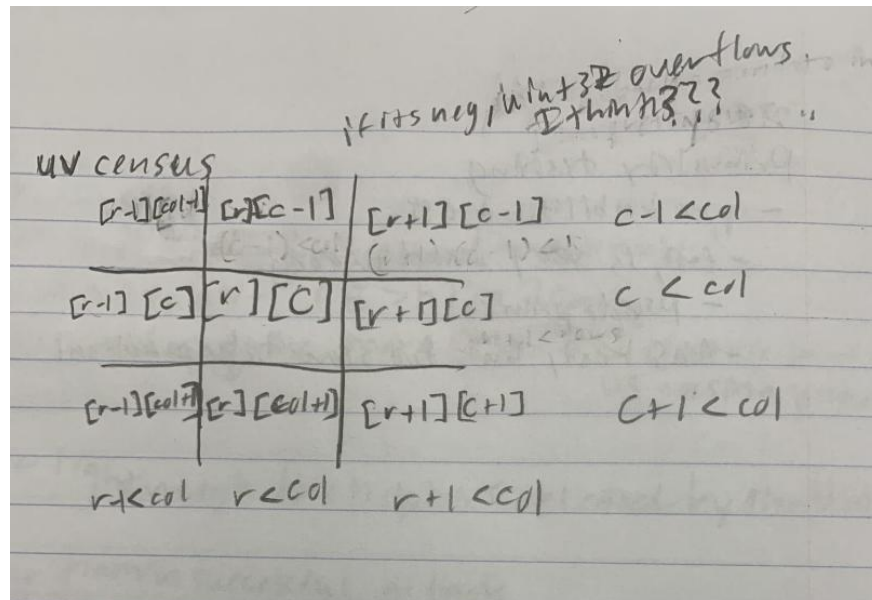 if its neg, uint32 overflows.
I think???
uv census
[r-1][col-1] [r][c-1] [r+1][c-1] c-1<col
[r-1] [c] [r][C] [r+1][c] c < col
[r-1][col+1] [r][col+1] [r+1][c+1] c+1<col
r-1<col r<col r+1<col